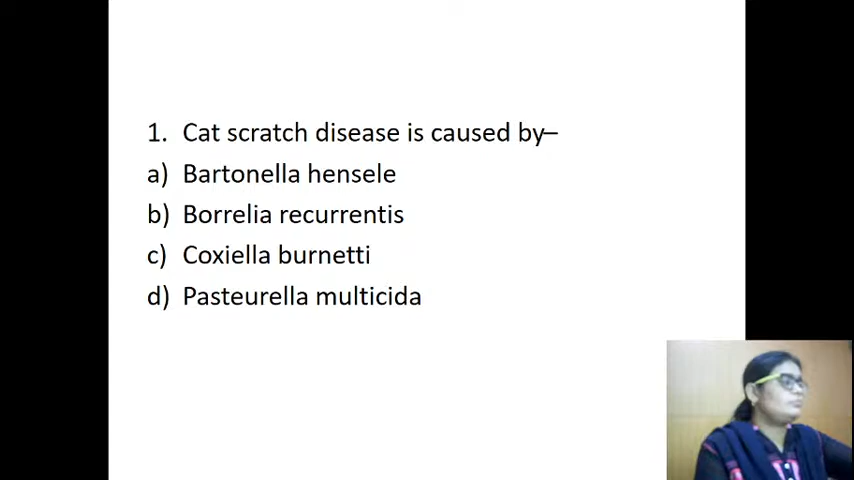 1. Cat scratch disease is caused by–
a) Bartonella hensele
b) Borrelia recurrentis
c) Coxiella burnetti
d) Pasteurella multicida